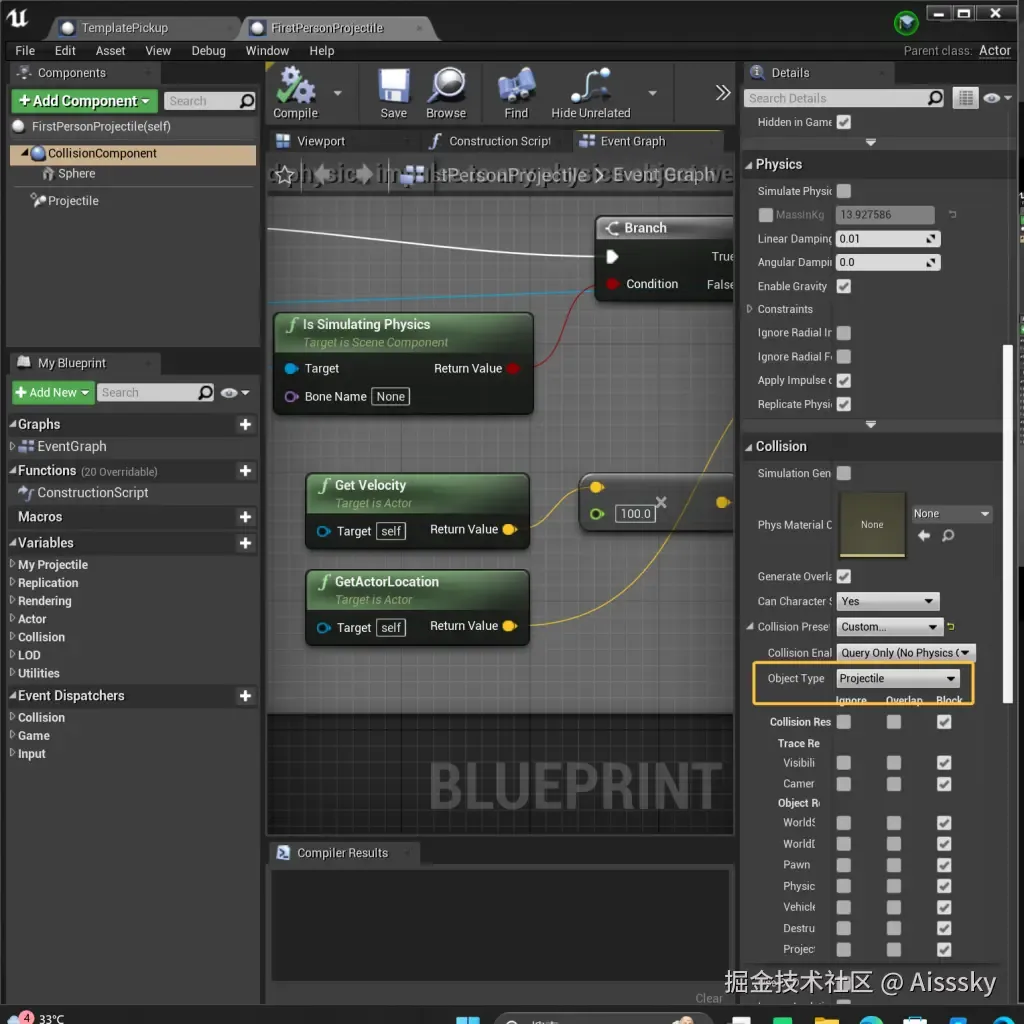 TemplatePickup
FirstPersonProjectile
File Edit Asset View Debug Window Help
Parent class: Actor
Components
+Add Component
Search
FirstPersonProjectile(self)
CollisionComponent
Sphere
Projectile
My Blueprint
+Add New
Search
Graphs
EventGraph
Functions (20 Overridable)
ConstructionScript
Macros
Variables
My Projectile
Replication
Rendering
Actor
Collision
LOD
Utilities
Event Dispatchers
Collision
Game
Input
Compile
Save
Browse
Find
Hide Unrelated
Viewport
Construction Script
Event Graph
stPersonProjectile > Event Graph
Branch
True
Condition
False
Is Simulating Physics
Target is Scene Component
Target
Return Value
Bone Name None
Get Velocity
Target is Actor
Target self
Return Value
100.0
GetActorLocation
Target is Actor
Target self
Return Value
BLUEPRINT
Compiler Results
Clear
Details
Search Details
Hidden in Game
Physics
Simulate Physic
MassinKg 13.927586
Linear Damping 0.01
Angular Dampi 0.0
Enable Gravity
Constraints
Ignore Radial Ir
Ignore Radial F
Apply Impulse
Replicate Physi
Collision
Simulation Gen
Phys Material
None
None
Generate Overla
Can Character
Yes
Collision Prese
Custom...
Collision Enal
Query Only (No Physics
Object Type
Projectile
Ignore Overlap Block
Collision Res
Trace Re
Visibili
Camer
Object R
WorldS
WorldD
Pawn
Physic
Vehicle
Destru
Projec
掘金技术社区 @ Aisssky
4
33℃